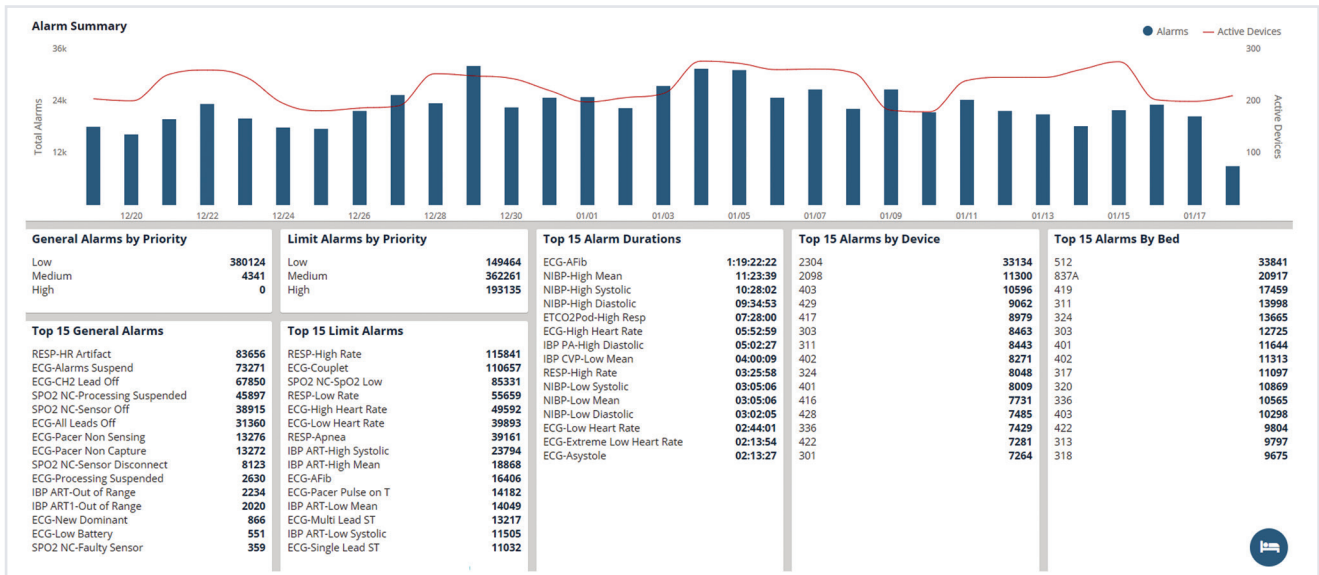 Alarm Summary
Alarms
Active Devices
36k
24k
12k
Total Alarms
300
200
100
Active Devices
12/20
12/22
12/24
12/26
12/28
12/30
01/01
01/03
01/05
01/07
01/09
01/11
01/13
01/15
01/17
General Alarms by Priority
Low 380124
Medium 4341
High 0
Limit Alarms by Priority
Low 149464
Medium 362261
High 193135
Top 15 General Alarms
RESP-HR Artifact 83656
ECG-Alarms Suspend 73271
ECG-CH2 Lead Off 67850
SPO2 NC-Processing Suspended 45897
SPO2 NC-Sensor Off 38915
ECG-All Leads Off 31360
ECG-Pacer Non Sensing 13276
ECG-Pacer Non Capture 13272
SPO2 NC-Sensor Disconnect 8123
ECG-Processing Suspended 2630
IBP ART-Out of Range 2234
IBP ART1-Out of Range 2020
ECG-New Dominant 866
ECG-Low Battery 551
SPO2 NC-Faulty Sensor 359
Top 15 Limit Alarms
RESP-High Rate 115841
ECG-Couplet 110657
SPO2 NC-SpO2 Low 85331
RESP-Low Rate 55659
ECG-High Heart Rate 49592
ECG-Low Heart Rate 39893
RESP-Apnea 39161
IBP ART-High Systolic 23794
IBP ART-High Mean 18868
ECG-AFib 16406
ECG-Pacer Pulse on T 14182
IBP ART-Low Mean 14049
ECG-Multi Lead ST 13217
IBP ART-Low Systolic 11505
ECG-Single Lead ST 11032
Top 15 Alarm Durations
ECG-AFib 1:19:22:22
NIBP-High Mean 11:23:39
NIBP-High Systolic 10:28:02
NIBP-High Diastolic 09:34:53
ETCO2Pod-High Resp 07:28:00
ECG-High Heart Rate 05:52:59
IBP PA-High Diastolic 05:02:27
IBP CVP-Low Mean 04:00:09
RESP-High Rate 03:25:58
NIBP-Low Systolic 03:05:06
NIBP-Low Mean 03:05:06
NIBP-Low Diastolic 03:02:05
ECG-Low Heart Rate 02:44:01
ECG-Extreme Low Heart Rate 02:13:54
ECG-Asystole 02:13:27
Top 15 Alarms by Device
2304 33134
2098 11300
403 10596
429 9062
417 8979
303 8463
311 8443
402 8271
324 8048
401 8009
416 7731
428 7485
336 7429
422 7281
301 7264
Top 15 Alarms By Bed
512 33841
837A 20917
419 17459
311 13998
324 13665
303 12725
401 11644
402 11313
317 11097
320 10869
336 10565
403 10298
422 9804
313 9797
318 9675